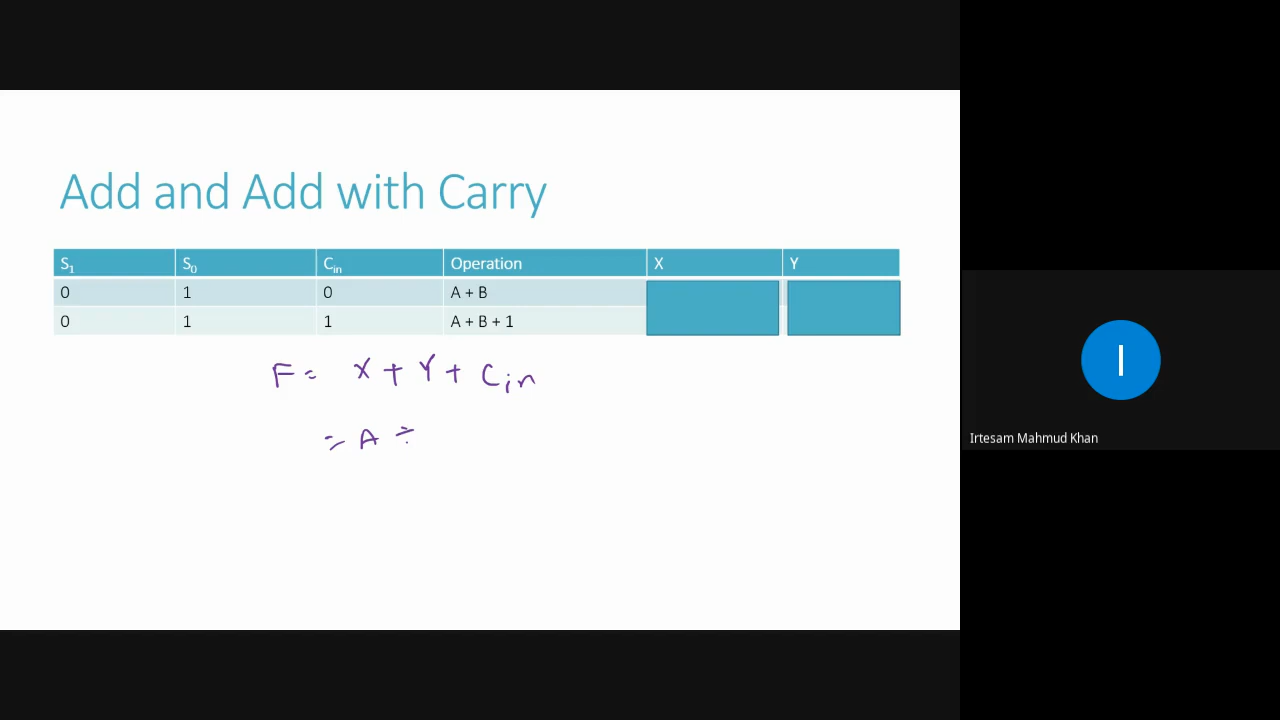 Add and Add with Carry
S1 S0 Cin Operation X Y
0 1 0 A + B
0 1 1 A + B + 1
F = X + Y + Cin
= A ÷
I
Irtesam Mahmud Khan